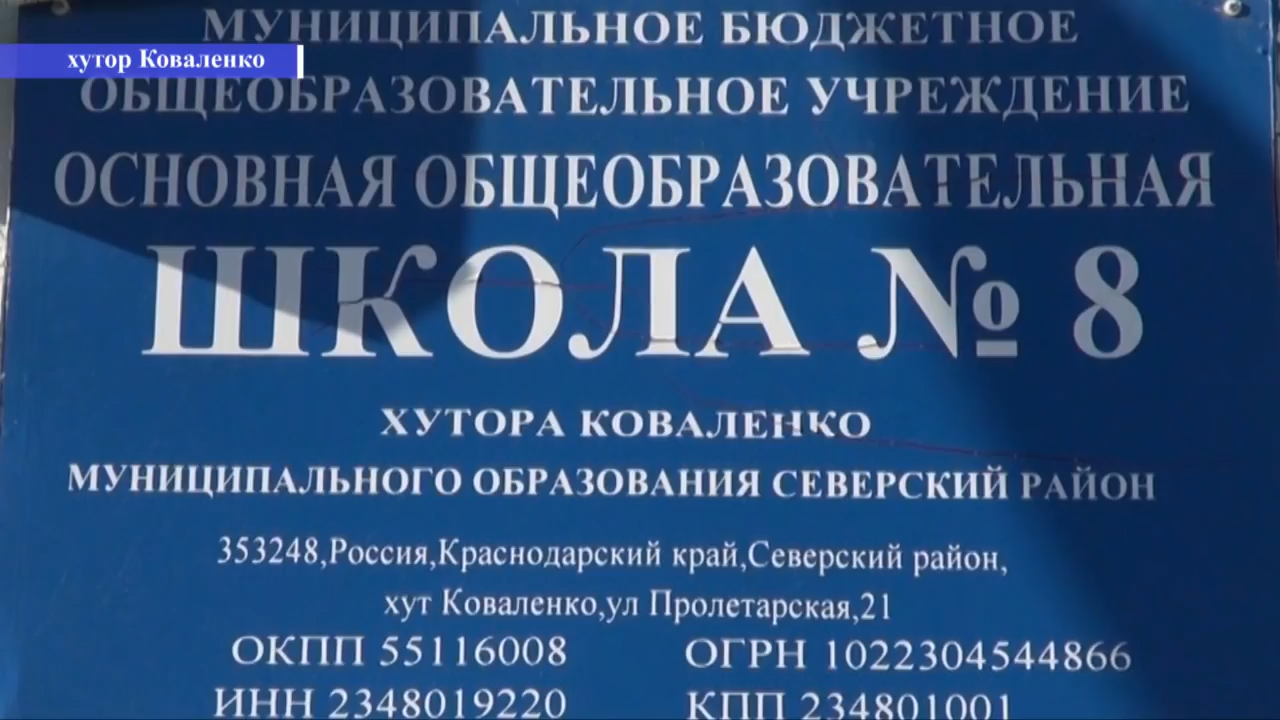 МУНИЦИПАЛЬНОЕ БЮДЖЕТНОЕ
хутор Коваленко
ОБЩЕОБРАЗОВАТЕЛЬНОЕ УЧРЕЖДЕНИЕ
ОСНОВНАЯ ОБЩЕОБРАЗОВАТЕЛЬНАЯ
ШКОЛА № 8
ХУТОРА КОВАЛЕНКО
МУНИЦИПАЛЬНОГО ОБРАЗОВАНИЯ СЕВЕРСКИЙ РАЙОН
353248,Россия,Краснодарский край,Северский район,
хут Коваленко,ул Пролетарская,21
ОКПП 55116008 ОГРН 1022304544866
ИНН 2348019220 КПП 234801001